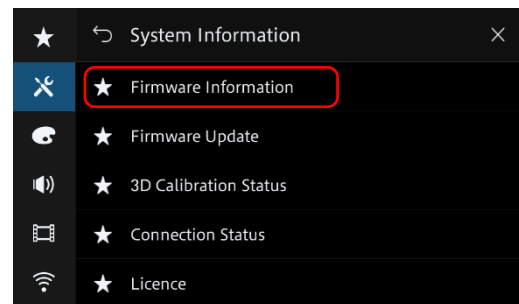 System Information
Firmware Information
Firmware Update
3D Calibration Status
Connection Status
Licence